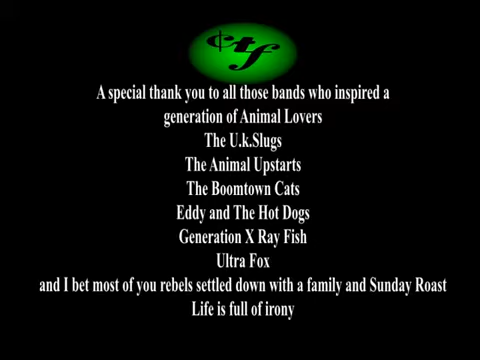 ¢tf
A special thank you to all those bands who inspired a
generation of Animal Lovers
The U.k.Slugs
The Animal Upstarts
The Boomtown Cats
Eddy and The Hot Dogs
Generation X Ray Fish
Ultra Fox
and I bet most of you rebels settled down with a family and Sunday Roast
Life is full of irony